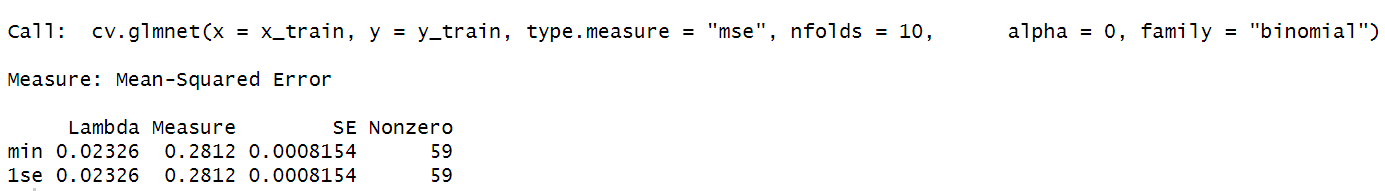 Call:  cv.glmnet(x = x_train, y = y_train, type.measure = "mse", nfolds = 10,      alpha = 0, family = "binomial")
Measure: Mean-Squared Error
Lambda Measure        SE Nonzero
min 0.02326  0.2812 0.0008154      59
1se 0.02326  0.2812 0.0008154      59